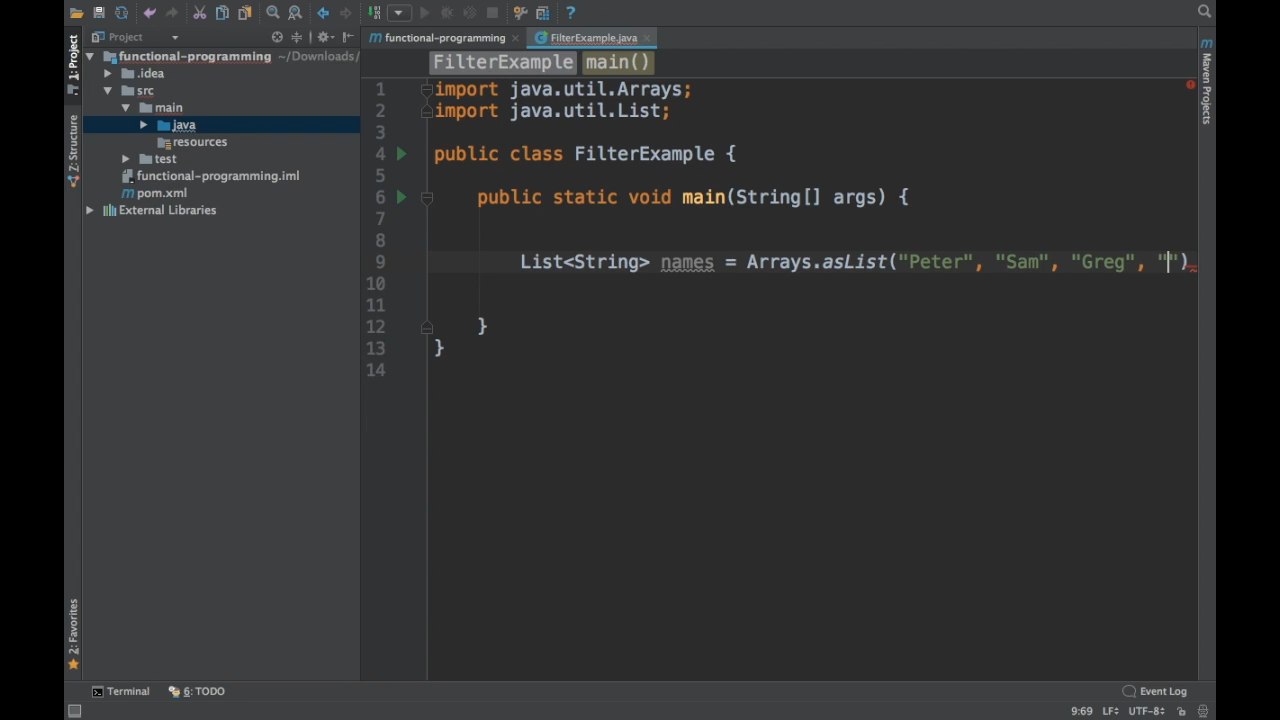 Project
functional-programming
FilterExample.java
FilterExample main()
1: Project
Z: Structure
2: Favorites
functional-programming ~/Downloads/
.idea
src
main
java
resources
test
functional-programming.iml
pom.xml
External Libraries
1 import java.util.Arrays;
2 import java.util.List;
3
4 public class FilterExample {
5
6 public static void main(String[] args) {
7
8
9 List<String> names = Arrays.asList("Peter", "Sam", "Greg", "")
10
11
12 }
13 }
14
Maven Projects
Terminal
6: TODO
Event Log
9:69 LF UTF-8